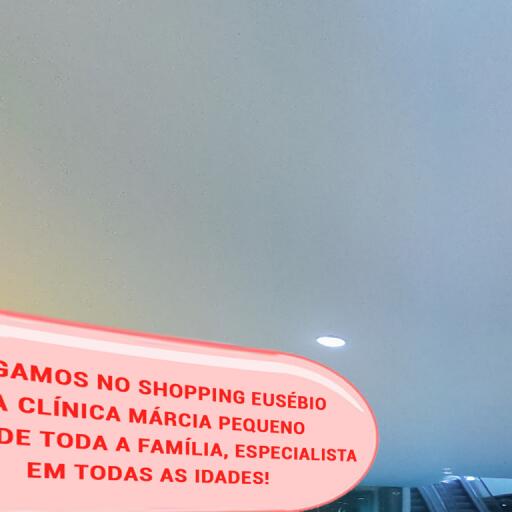 GAMOS NO SHOPPING EUSÉBIO
A CLÍNICA MÁRCIA PEQUENO
DE TODA A FAMÍLIA, ESPECIALISTA
EM TODAS AS IDADES!